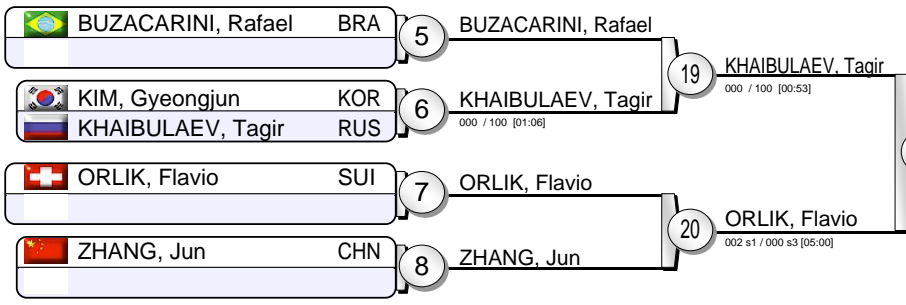 BUZACARINI, Rafael BRA
5
BUZACARINI, Rafael
19
KHAIBULAEV, Tagir
000 / 100 [00:53]
KIM, Gyeongjun KOR
KHAIBULAEV, Tagir RUS
6
KHAIBULAEV, Tagir
000 / 100 [01:06]
ORLIK, Flavio SUI
7
ORLIK, Flavio
20
ORLIK, Flavio
002 s1 / 000 s3 [05:00]
ZHANG, Jun CHN
8
ZHANG, Jun